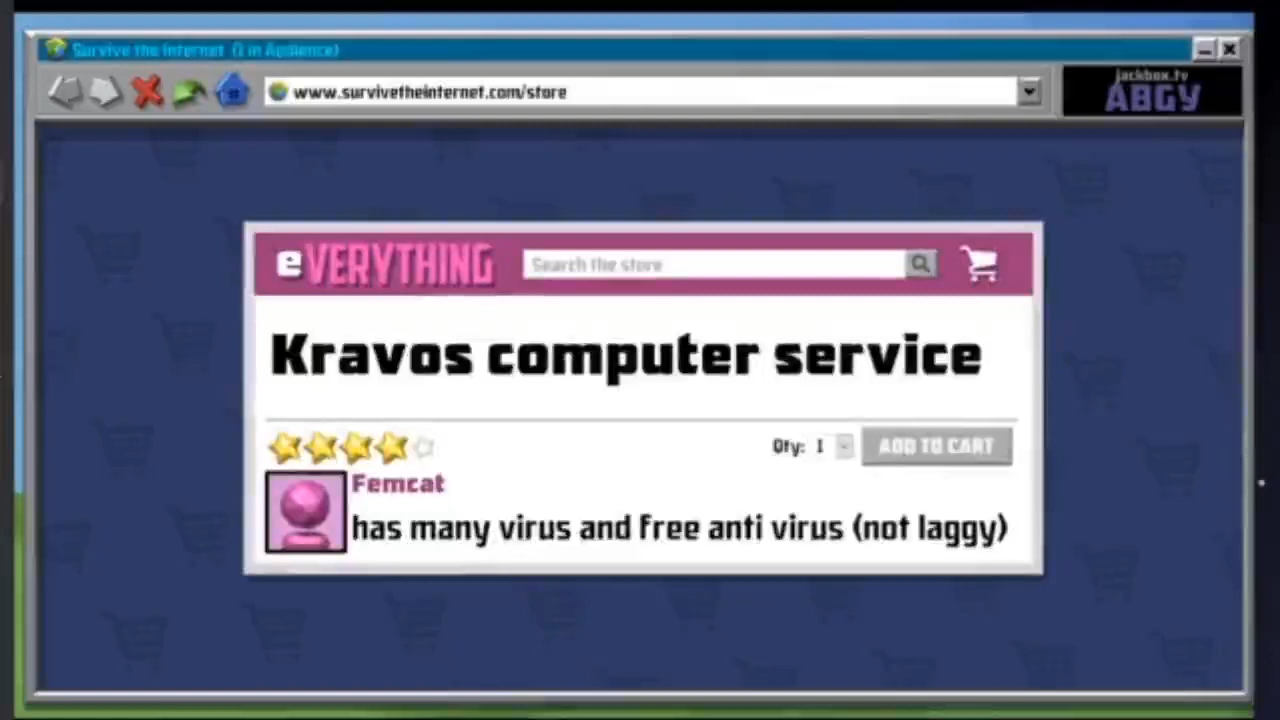 Survive the Internet (1 in Audience)
www.survivetheinternet.com/store
jackbox.tv
ABGY
eVERYTHING
Search the store
Kravos computer service
Qty: 1
ADD TO CART
Femcat
has many virus and free anti virus (not laggy)